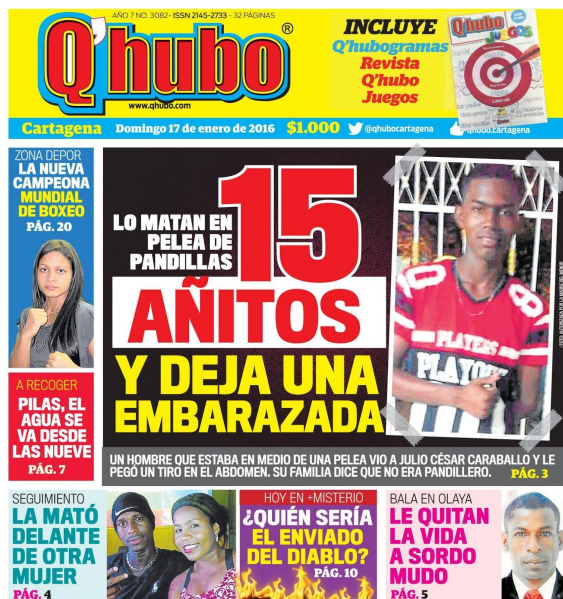 AÑO 7 NO. 3082- ISSN 2145-2733 – 32 PÁGINAS
Q'hubo®
www.qhubo.com
INCLUYE
Q'hubogramas
Revista
Q'hubo
Juegos
Q'hubo
JUEGOS
Cartagena Domingo 17 de enero de 2016 $1.000 @qhubocartagena qhubo.cartagena
ZONA DEPOR
LA NUEVA
CAMPEONA
MUNDIAL
DE BOXEO
PÁG. 20
A RECOGER
PILAS, EL
AGUA SE
VA DESDE
LAS NUEVE
PÁG. 7
LO MATAN EN
PELEA DE
PANDILLAS
15
AÑITOS
Y DEJA UNA
EMBARAZADA
80
PLAYERS
PLAYO
UN HOMBRE QUE ESTABA EN MEDIO DE UNA PELEA VIO A JULIO CÉSAR CARABALLO Y LE
PEGÓ UN TIRO EN EL ABDOMEN. SU FAMILIA DICE QUE NO ERA PANDILLERO. PÁG. 3
SEGUIMIENTO
LA MATÓ
DELANTE
DE OTRA
MUJER
PÁG. 4
HOY EN +MISTERIO
¿QUIÉN SERÍA
EL ENVIADO
DEL DIABLO?
PÁG. 10
BALA EN OLAYA
LE QUITAN
LA VIDA
A SORDO
MUDO
PÁG. 5